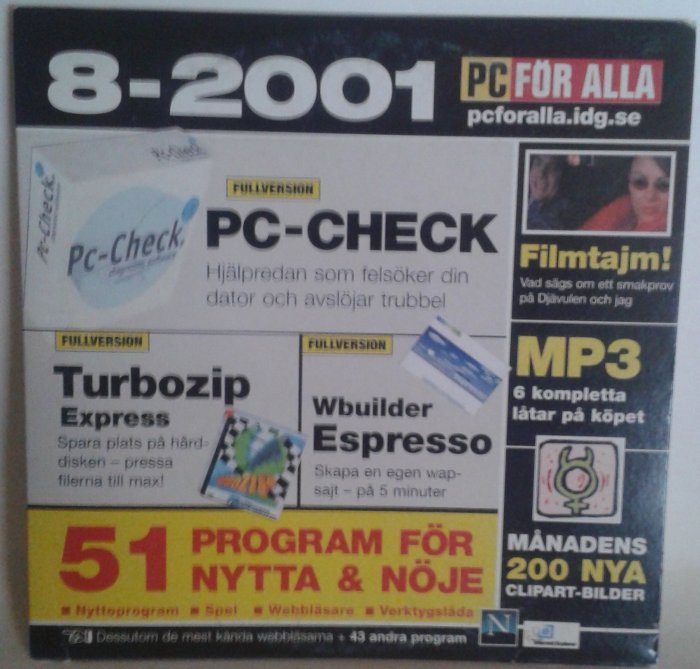 8-2001
PC FÖR ALLA
pcforalla.idg.se
Pc-Check.
Pc-Check.
FULLVERSION
PC-CHECK
Hjälpredan som felsöker din
dator och avslöjar trubbel
Filmtajm!
Vad sägs om ett smakprov
på Djävulen och jag
FULLVERSION
Turbozip
Express
Spara plats på hård-
disken – pressa
filerna till max!
FULLVERSION
Wbuilder
Espresso
Skapa en egen wap-
sajt – på 5 minuter
MP3
6 kompletta
låtar på köpet
MÅNADENS
200 NYA
CLIPART-BILDER
51 PROGRAM FÖR
NYTTA & NÖJE
Nyttoprogram Spel Webbläsare Verktygslåda
Dessutom de mest kända webbläsarna + 43 andra program
N